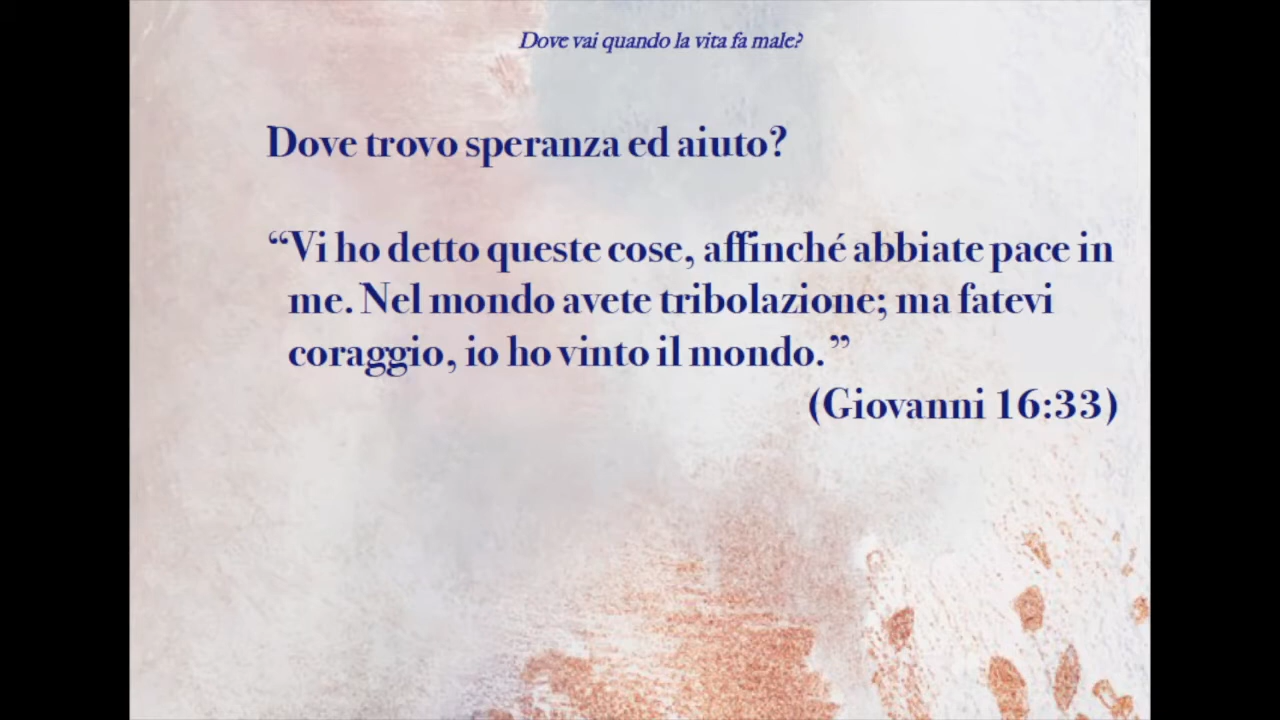 Dove vai quando la vita fa male?
Dove trovo speranza ed aiuto?
“Vi ho detto queste cose, affinché abbiate pace in
me. Nel mondo avete tribolazione; ma fatevi
coraggio, io ho vinto il mondo.”
(Giovanni 16:33)